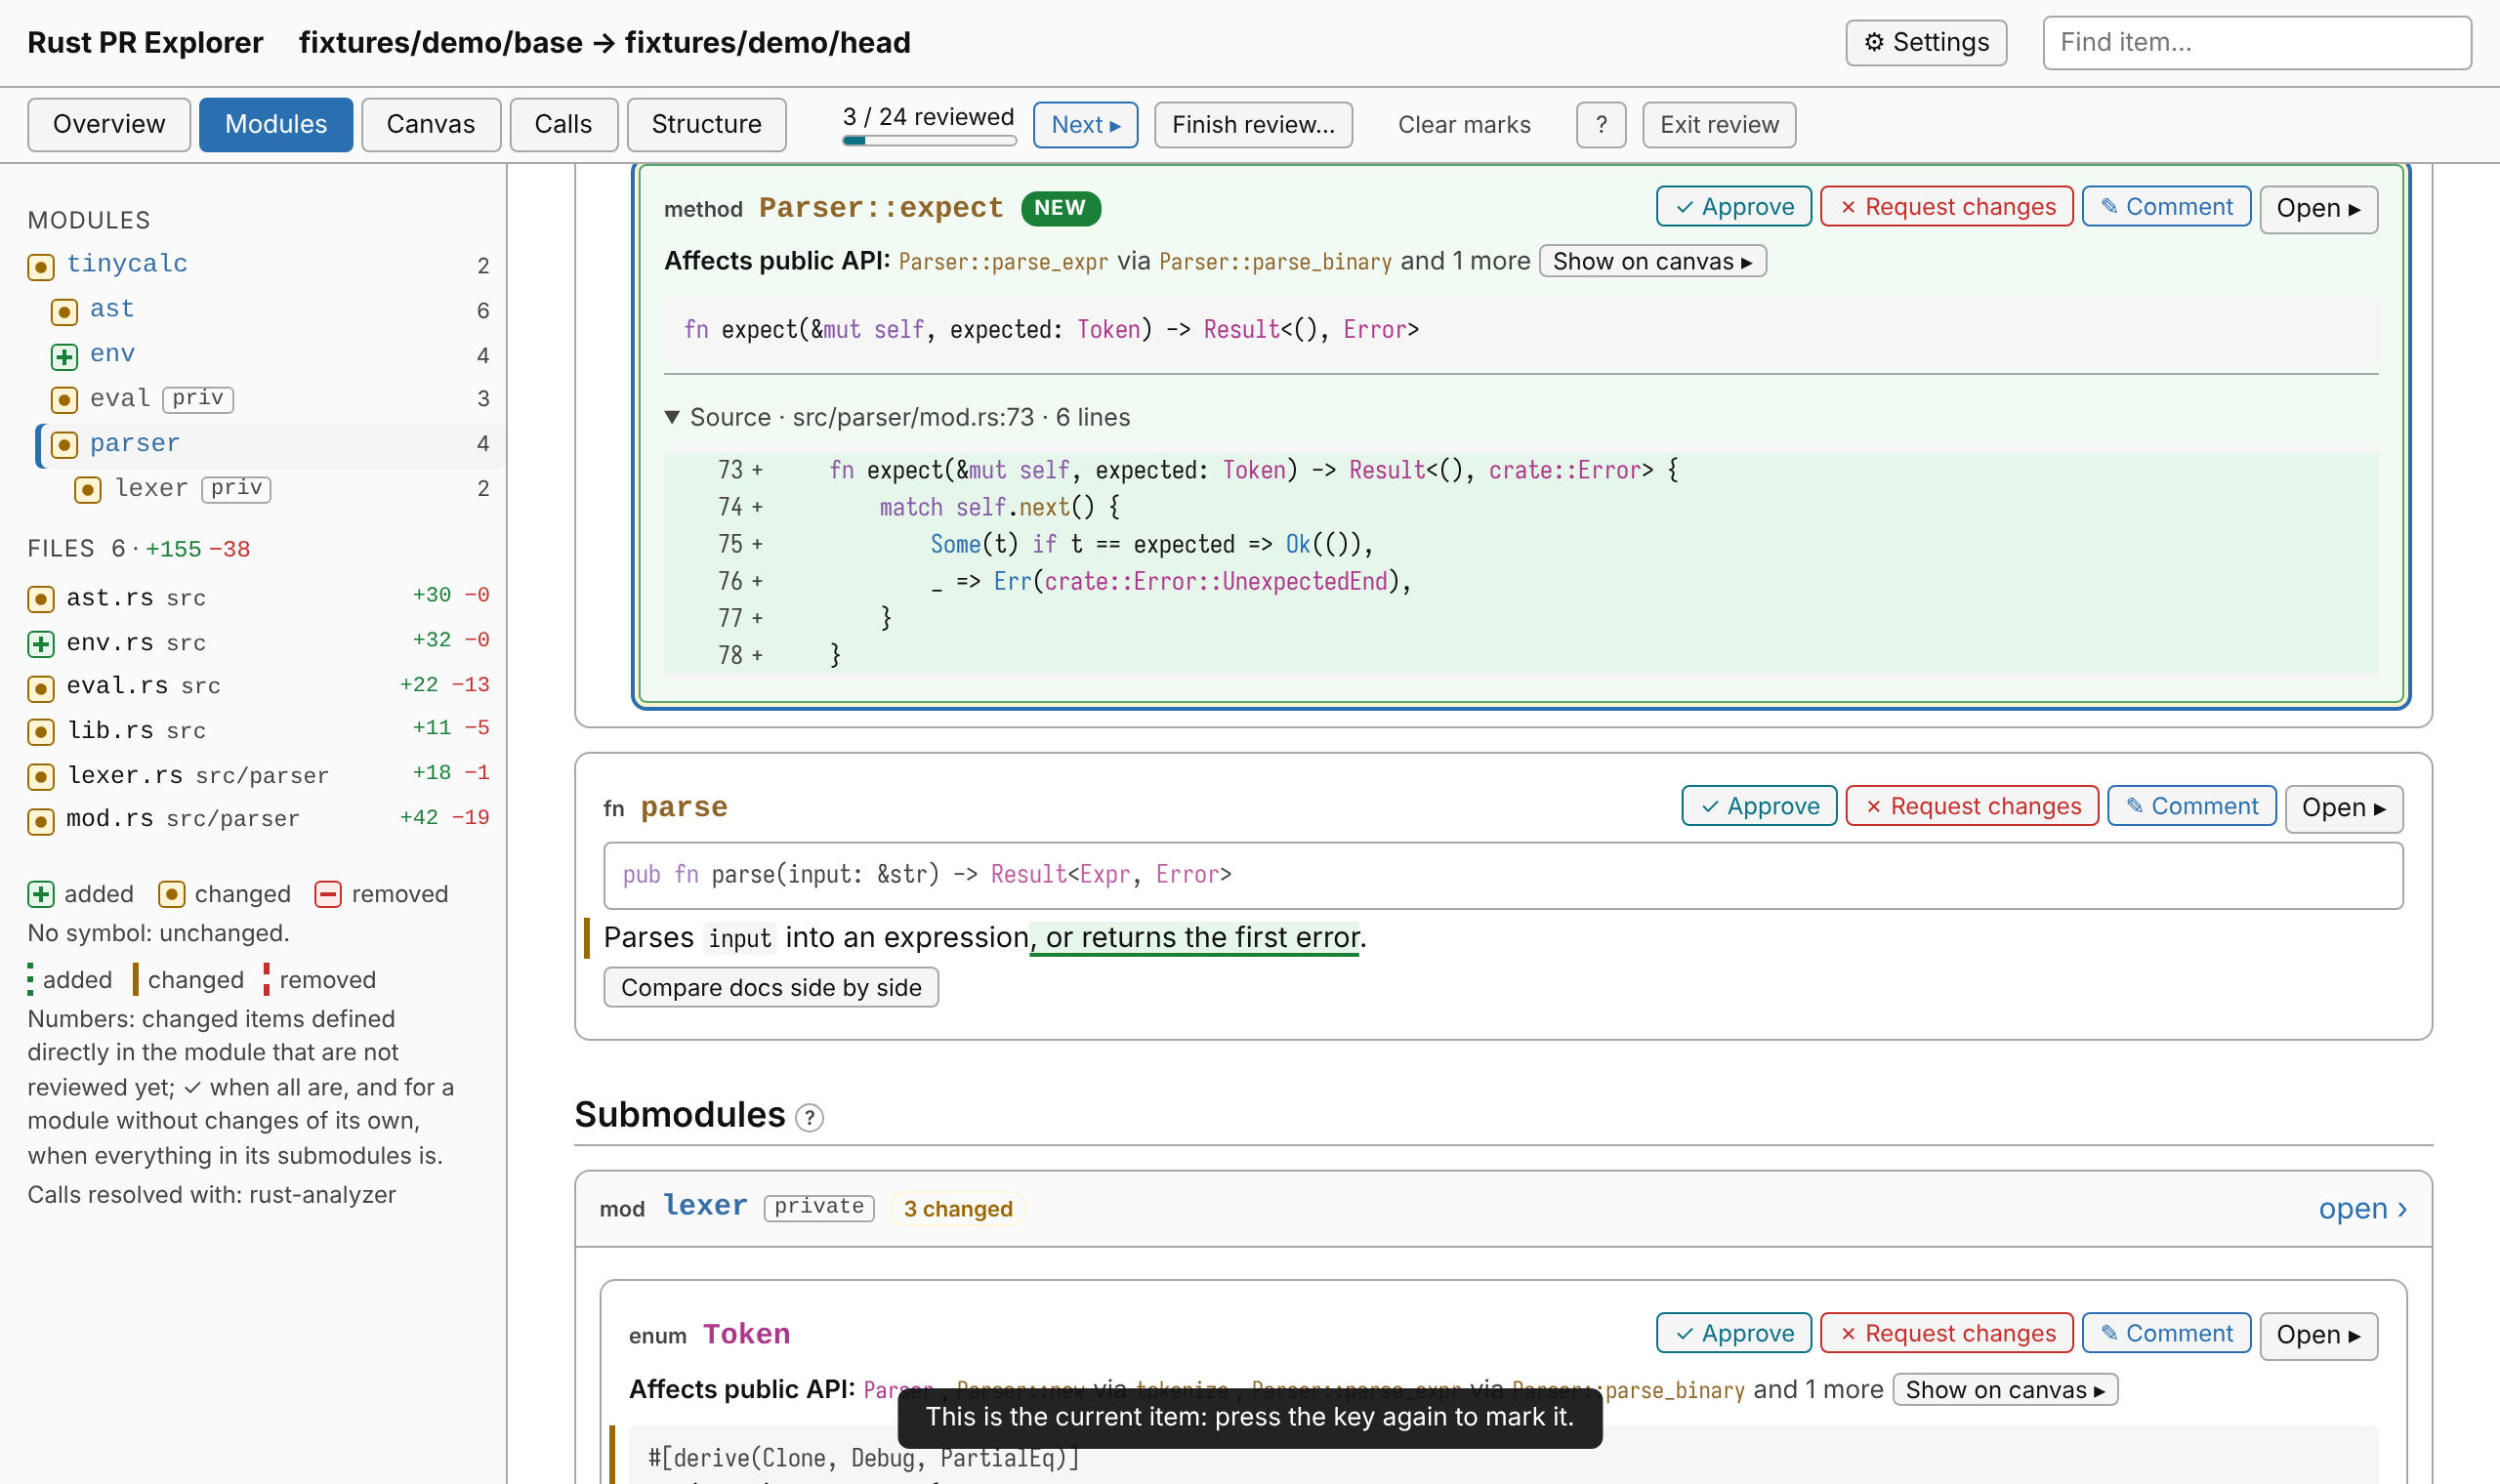 Rust PR Explorer fixtures/demo/base → fixtures/demo/head ⚙ Settings Find item...
Overview Modules Canvas Calls Structure 3 / 24 reviewed Next ▸ Finish review... Clear marks ? Exit review
MODULES
tinycalc 2
ast 6
env 4
eval priv 3
parser 4
lexer priv 2
FILES 6 · +155 −38
ast.rs src +30 −0
env.rs src +32 −0
eval.rs src +22 −13
lib.rs src +11 −5
lexer.rs src/parser +18 −1
mod.rs src/parser +42 −19
added changed removed
No symbol: unchanged.
added changed removed
Numbers: changed items defined
directly in the module that are not
reviewed yet; ✓ when all are, and for a
module without changes of its own,
when everything in its submodules is.
Calls resolved with: rust-analyzer
method Parser::expect NEW ✓ Approve × Request changes ✎ Comment Open ▸
Affects public API: Parser::parse_expr via Parser::parse_binary and 1 more Show on canvas ▸
fn expect(&mut self, expected: Token) -> Result<(), Error>
▼ Source · src/parser/mod.rs:73 · 6 lines
73 + fn expect(&mut self, expected: Token) -> Result<(), crate::Error> {
74 + match self.next() {
75 + Some(t) if t == expected => Ok(()),
76 + _ => Err(crate::Error::UnexpectedEnd),
77 + }
78 + }
fn parse ✓ Approve × Request changes ✎ Comment Open ▸
pub fn parse(input: &str) -> Result<Expr, Error>
Parses input into an expression, or returns the first error.
Compare docs side by side
Submodules ?
mod lexer private 3 changed open ›
enum Token ✓ Approve × Request changes ✎ Comment Open ▸
Affects public API: Parser, Parser::new via tokenize, Parser::parse_expr via Parser::parse_binary and 1 more Show on canvas ▸
This is the current item: press the key again to mark it.
#[derive(Clone, Debug, PartialEq)]